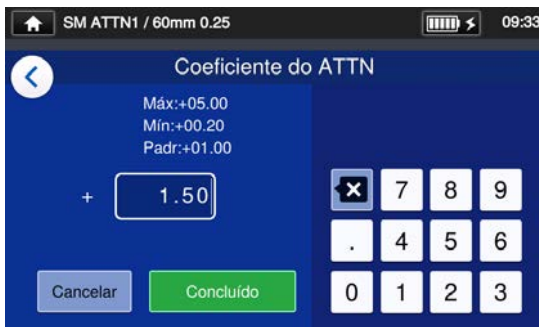 SM ATTN1 / 60mm 0.25 09:33
Coeficiente do ATTN
Máx:+05.00
Mín:+00.20
Padr:+01.00
+ 1.50
7 8 9
. 4 5 6
Cancelar Concluído 0 1 2 3